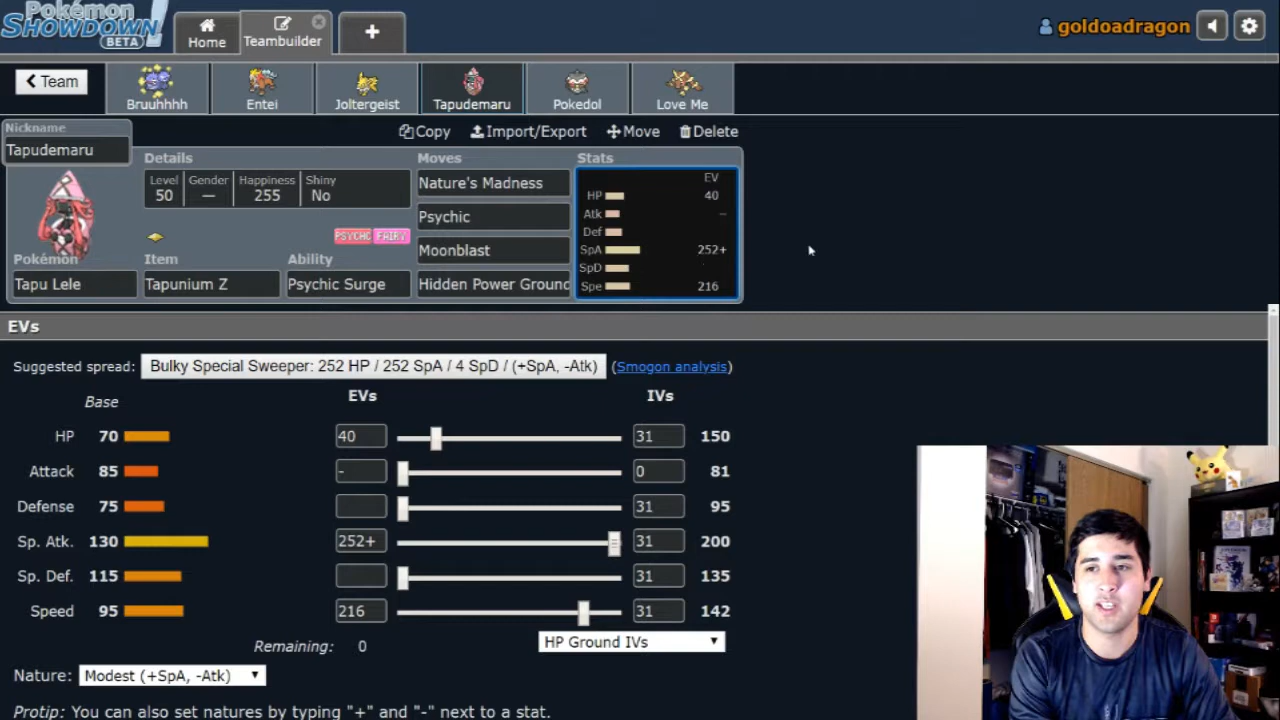 Pokémon
SHOWDOWN!
BETA
Home
Teambuilder
+
goldoadragon
Team
Bruuhhhh
Entei
Joltergeist
Tapudemaru
Pokedol
Love Me
Nickname
Tapudemaru
Copy
Import/Export
Move
Delete
Details
Level
50
Gender
—
Happiness
255
Shiny
No
PSYCHC FAIRY
Pokémon
Tapu Lele
Item
Tapunium Z
Ability
Psychic Surge
Moves
Nature's Madness
Psychic
Moonblast
Hidden Power Ground
Stats
EV
HP 40
Atk –
Def
SpA 252+
SpD
Spe 216
EVs
Suggested spread: Bulky Special Sweeper: 252 HP / 252 SpA / 4 SpD / (+SpA, -Atk) (Smogon analysis)
Base EVs IVs
HP 70 40 31 150
Attack 85 - 0 81
Defense 75 31 95
Sp. Atk. 130 252+ 31 200
Sp. Def. 115 31 135
Speed 95 216 31 142
Remaining: 0
HP Ground IVs
Nature: Modest (+SpA, -Atk)
Protip: You can also set natures by typing "+" and "-" next to a stat.